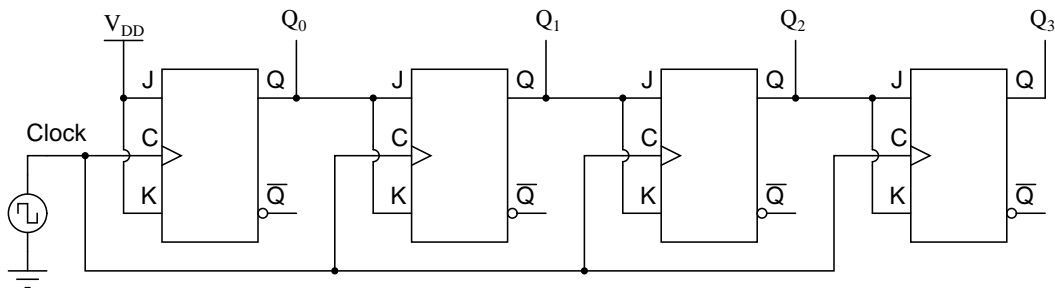 V_DD Q_0 Q_1 Q_2 Q_3
J Q J Q J Q J Q
Clock C C C C
K Q̅ K Q̅ K Q̅ K Q̅